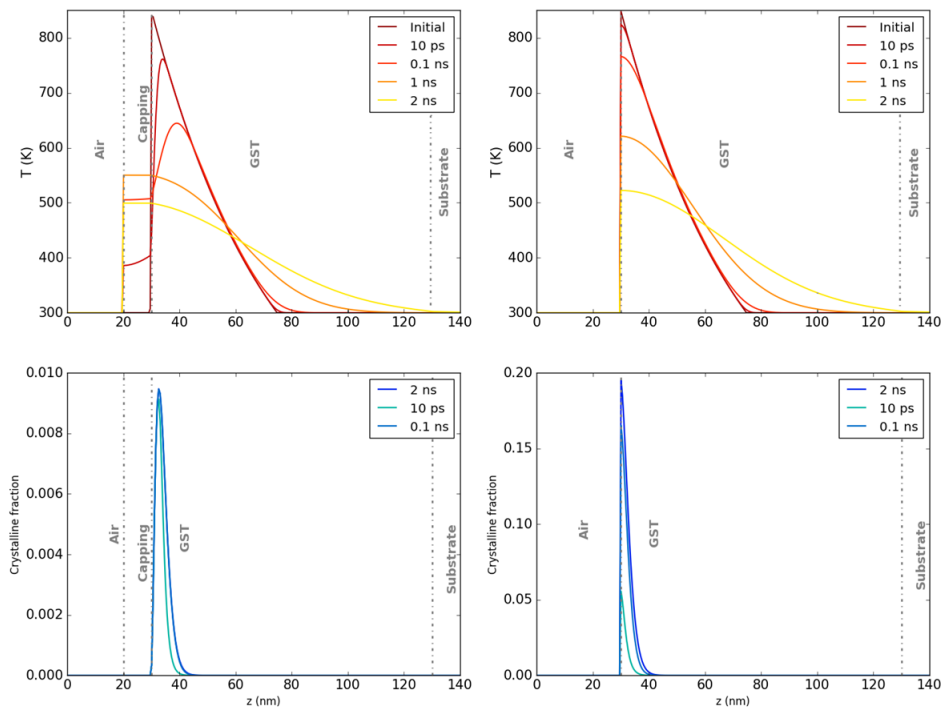 800
700
600
500
400
300
T (K)
0 20 40 60 80 100 120 140
Air
Capping
GST
Substrate
Initial
10 ps
0.1 ns
1 ns
2 ns
800
700
600
500
400
300
T (K)
0 20 40 60 80 100 120 140
Air
GST
Substrate
Initial
10 ps
0.1 ns
1 ns
2 ns
0.010
0.008
0.006
0.004
0.002
0.000
Crystalline fraction
0 20 40 60 80 100 120 140
z (nm)
Air
Capping
GST
Substrate
2 ns
10 ps
0.1 ns
0.20
0.15
0.10
0.05
0.00
Crystalline fraction
0 20 40 60 80 100 120 140
z (nm)
Air
GST
Substrate
2 ns
10 ps
0.1 ns